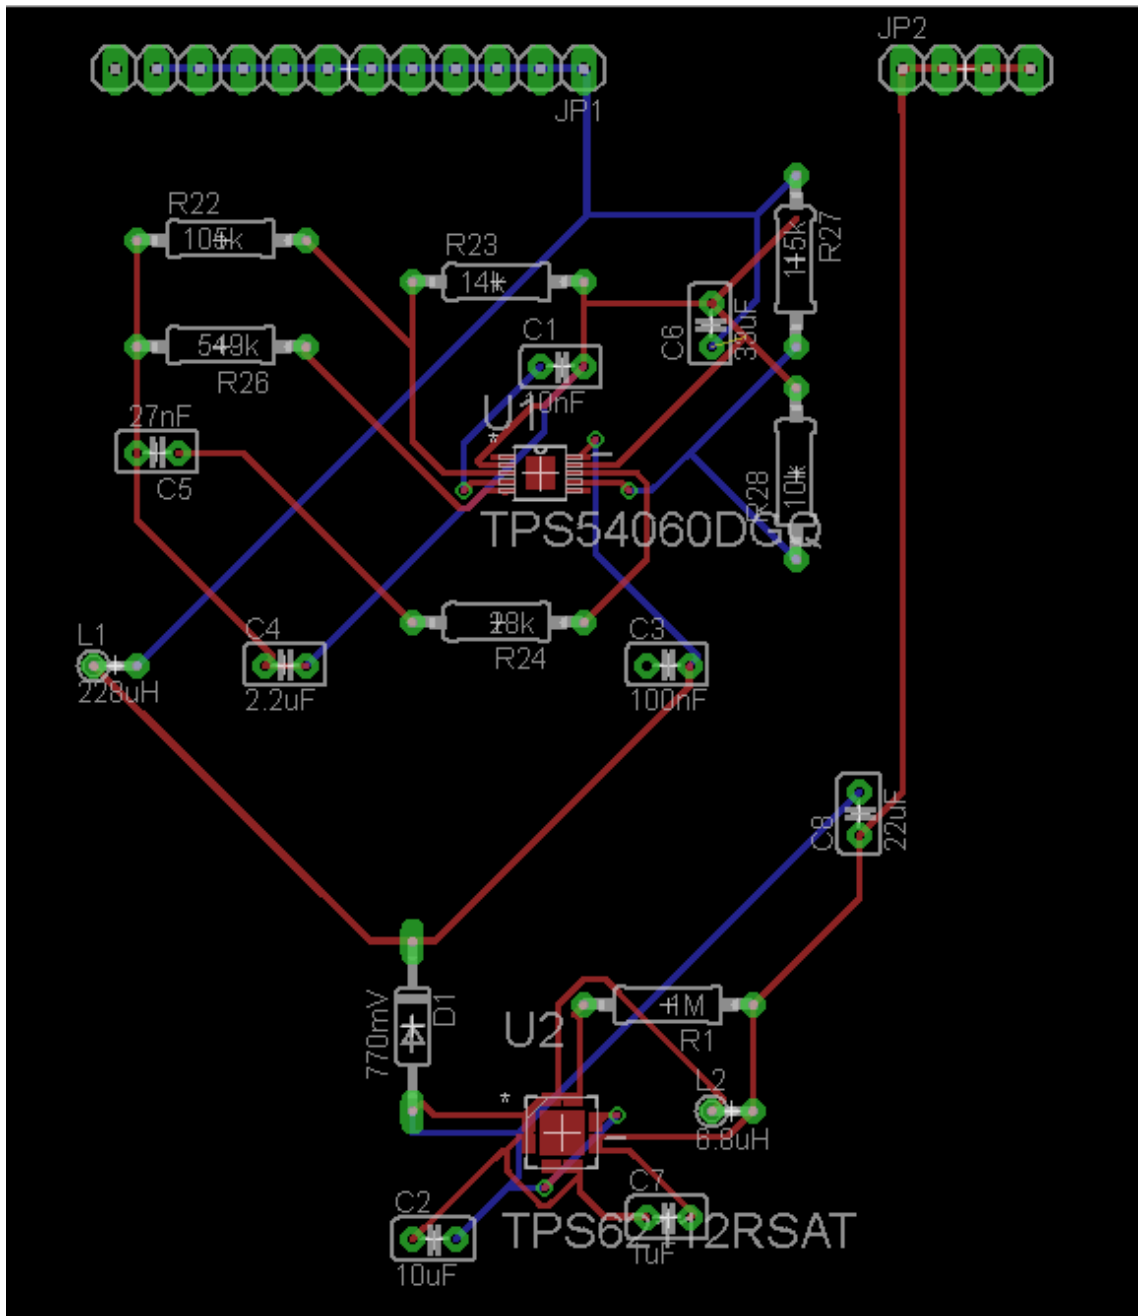 JP2
JP1
R22
105k
R23
14k
R27
115k
C6
33uF
C1
10nF
R26
549k
27nF
C5
U1
*
TPS54060DGQ
R28
10k
L1
228uH
C4
2.2uF
28k
R24
C3
100nF
C8
22uF
770mV
D1
U2
*
1M
R1
L2
6.8uH
C2
10uF
C7
1uF
TPS62112RSAT